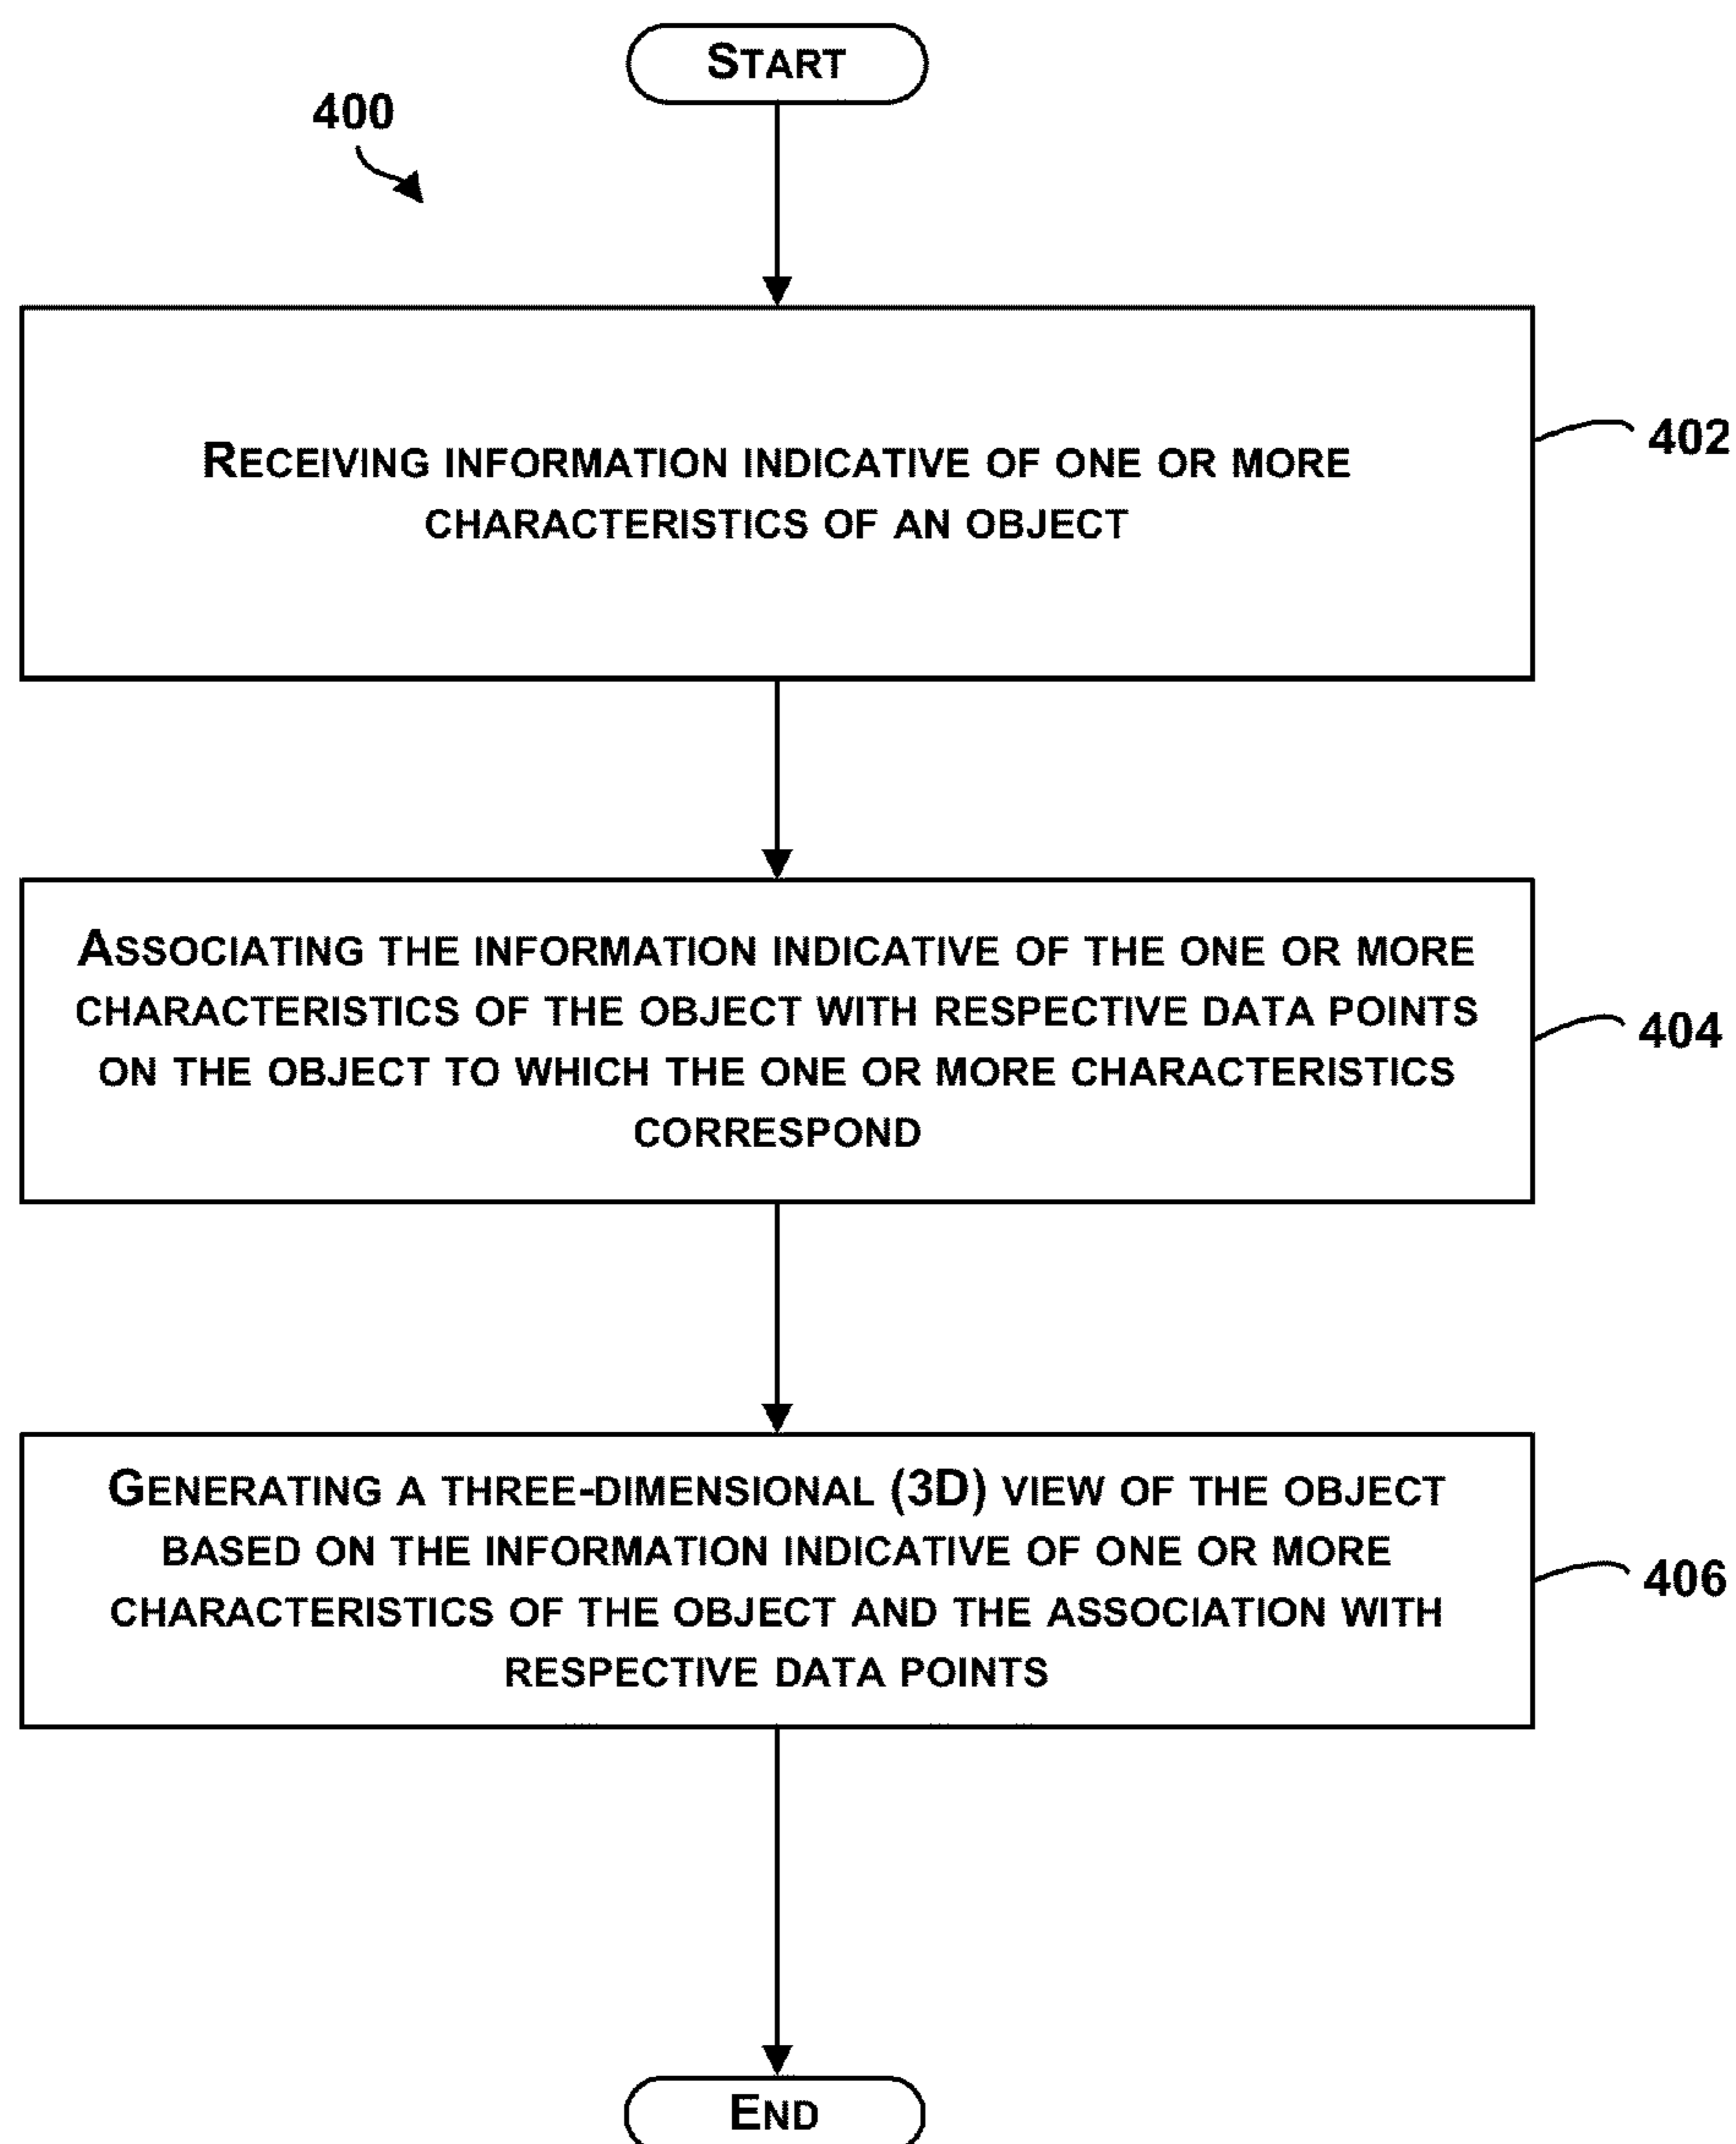 START
400
RECEIVING INFORMATION INDICATIVE OF ONE OR MORE
CHARACTERISTICS OF AN OBJECT
402
ASSOCIATING THE INFORMATION INDICATIVE OF THE ONE OR MORE
CHARACTERISTICS OF THE OBJECT WITH RESPECTIVE DATA POINTS
ON THE OBJECT TO WHICH THE ONE OR MORE CHARACTERISTICS
CORRESPOND
404
GENERATING A THREE-DIMENSIONAL (3D) VIEW OF THE OBJECT
BASED ON THE INFORMATION INDICATIVE OF ONE OR MORE
CHARACTERISTICS OF THE OBJECT AND THE ASSOCIATION WITH
RESPECTIVE DATA POINTS
406
END